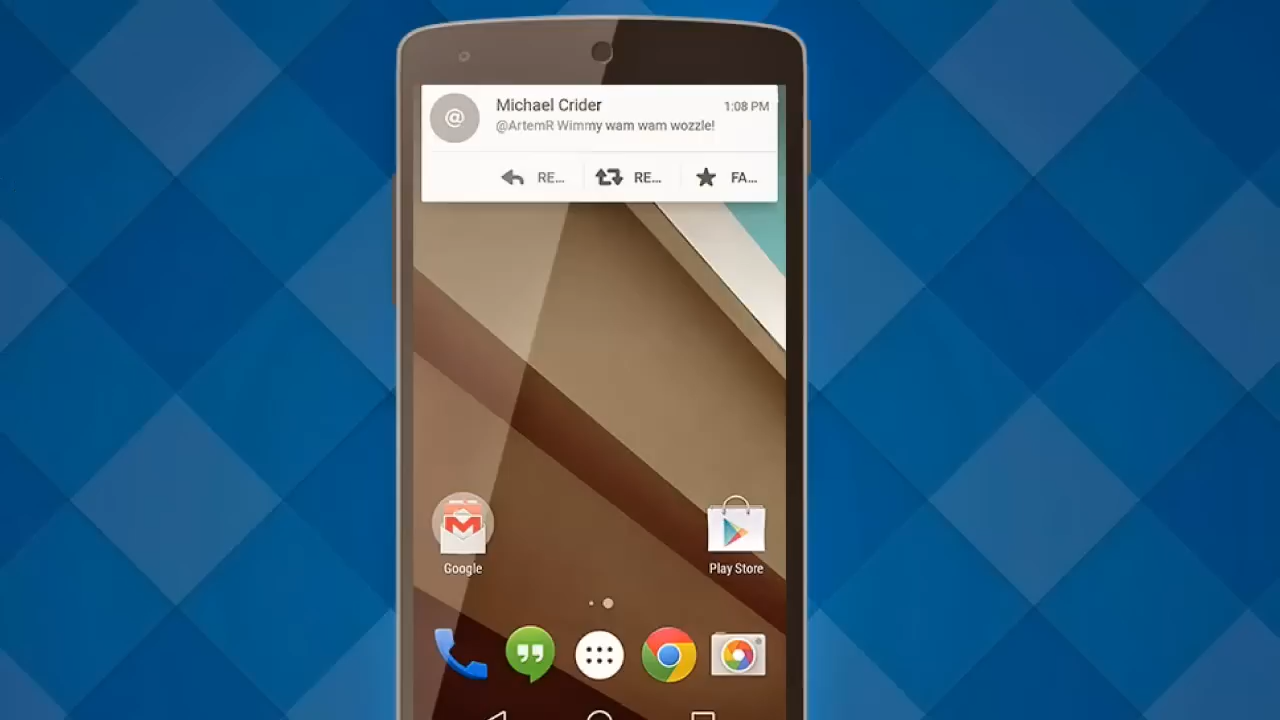 @
Michael Crider
1:08 PM
@ArtemR Wimmy wam wam wozzle!
RE...
RE...
FA...
Google
Play Store